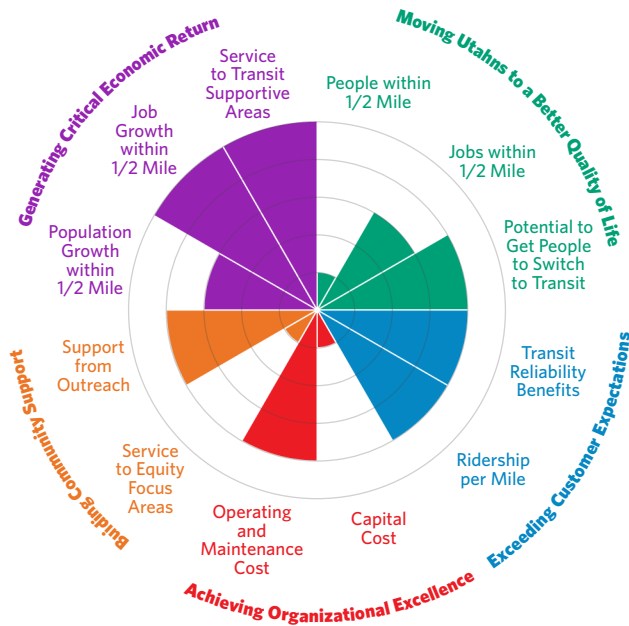 Generating Critical Economic Return
Moving Utahns to a Better Quality of Life
Service
to Transit
Supportive
Areas
People within
1/2 Mile
Job
Growth
within
1/2 Mile
Jobs within
1/2 Mile
Population
Growth
within
1/2 Mile
Potential to
Get People
to Switch
to Transit
Support
from
Outreach
Transit
Reliability
Benefits
Service
to Equity
Focus
Areas
Ridership
per Mile
Operating
and
Maintenance
Cost
Capital
Cost
Building Community Support
Exceeding Customer Expectations
Achieving Organizational Excellence